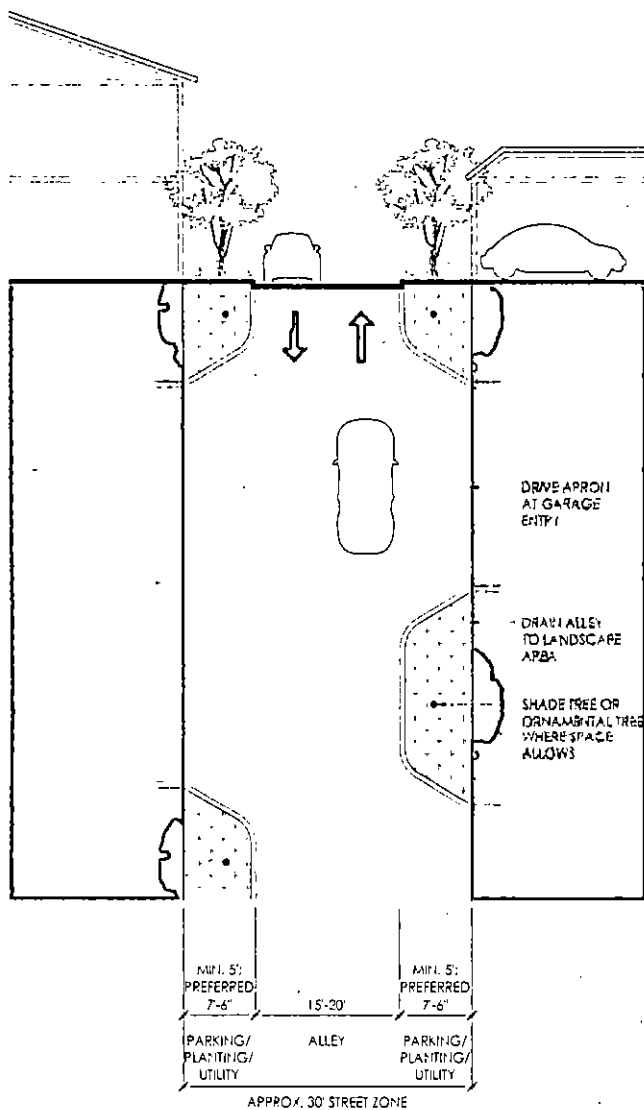 DRIVE APRON
AT GARAGE
ENTRY
DRAIN ALLEY
TO LANDSCAPE
AREA
SHADE TREE OR
ORNAMENTAL TREE
WHERE SPACE
ALLOWS
MIN. 5';
PREFERRED
7'-6"
15'-20'
MIN. 5';
PREFERRED
7'-6"
PARKING/
PLANTING/
UTILITY
ALLEY
PARKING/
PLANTING/
UTILITY
APPROX. 30' STREET ZONE